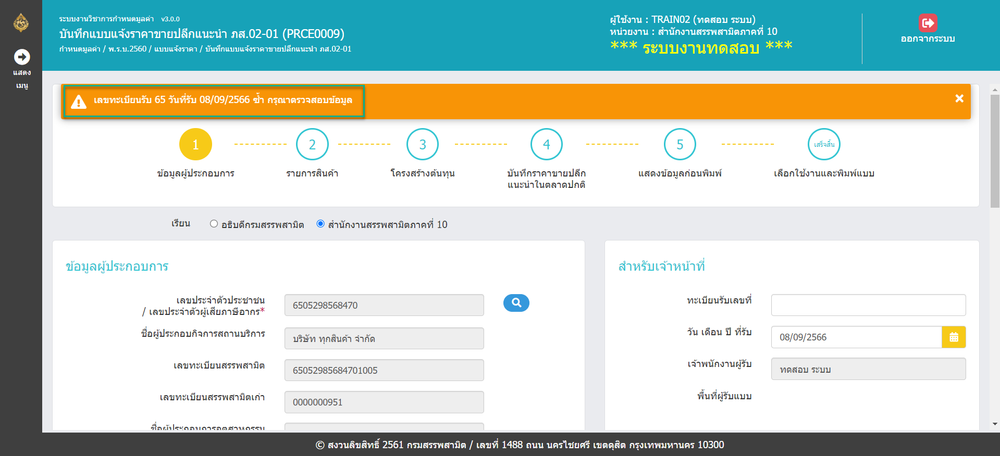 แสดง
เมนู
ระบบงานวิชาการกำหนดมูลค่า v3.0.0
บันทึกแบบแจ้งราคาขายปลีกแนะนำ ภส.02-01 (PRCE0009)
กำหนดมูลค่า / พ.ร.บ.2560 / แบบแจ้งราคา / บันทึกแบบแจ้งราคาขายปลีกแนะนำ ภส.02-01
ผู้ใช้งาน : TRAIN02 (ทดสอบ ระบบ)
หน่วยงาน : สำนักงานสรรพสามิตภาคที่ 10
*** ระบบงานทดสอบ ***
ออกจากระบบ
เลขทะเบียนรับ 65 วันที่รับ 08/09/2566 ซ้ำ กรุณาตรวจสอบข้อมูล
1
2
3
4
5
เสร็จสิ้น
ข้อมูลผู้ประกอบการ
รายการสินค้า
โครงสร้างต้นทุน
บันทึกราคาขายปลีก
แนะนำในตลาดปกติ
แสดงข้อมูลก่อนพิมพ์
เลือกใช้งานและพิมพ์แบบ
เรียน อธิบดีกรมสรรพสามิต สำนักงานสรรพสามิตภาคที่ 10
ข้อมูลผู้ประกอบการ
เลขประจำตัวประชาชน
/ เลขประจำตัวผู้เสียภาษีอากร*
6505298568470
ชื่อผู้ประกอบกิจการสถานบริการ
บริษัท ทุกสินค้า จำกัด
เลขทะเบียนสรรพสามิต
65052985684701005
เลขทะเบียนสรรพสามิตเก่า
0000000951
ชื่อผู้ประกอบการอุตสาหกรรม
สำหรับเจ้าหน้าที่
ทะเบียนรับเลขที่
วัน เดือน ปี ที่รับ
08/09/2566
เจ้าพนักงานผู้รับ
ทดสอบ ระบบ
พื้นที่ผู้รับแบบ
© สงวนลิขสิทธิ์ 2561 กรมสรรพสามิต / เลขที่ 1488 ถนน นครไชยศรี เขตดุสิต กรุงเทพมหานคร 10300